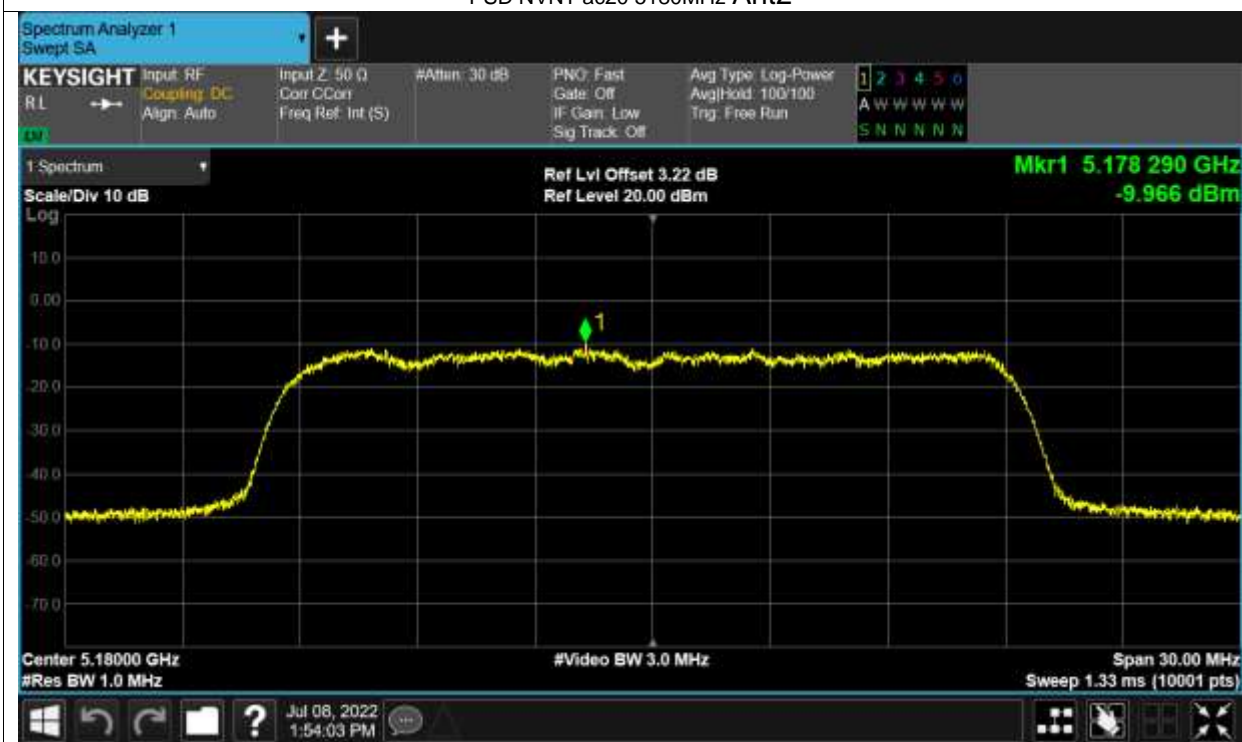 PSD NVNT ac20 5180MHz Ant2
Spectrum Analyzer 1
Swept SA
+
KEYSIGHT Input: RF
Coupling: DC
Align: Auto
RL
Input Z: 50 Ω
Corr CCorr
Freq Ref: Int (S)
#Atten: 30 dB
PNO: Fast
Gate: Off
IF Gain: Low
Sig Track: Off
Avg Type: Log-Power
Avg|Hold: 100/100
Trig: Free Run
1 2 3 4 5 6
A W W W W W
S N N N N N
1 Spectrum
Scale/Div 10 dB
Log
Ref Lvl Offset 3.22 dB
Ref Level 20.00 dBm
Mkr1 5.178 290 GHz
-9.966 dBm
10.0
0.00
-10.0
-20.0
-30.0
-40.0
-50.0
-60.0
-70.0
1
Center 5.18000 GHz
#Res BW 1.0 MHz
#Video BW 3.0 MHz
Span 30.00 MHz
Sweep 1.33 ms (10001 pts)
?
Jul 08, 2022
1:54:03 PM